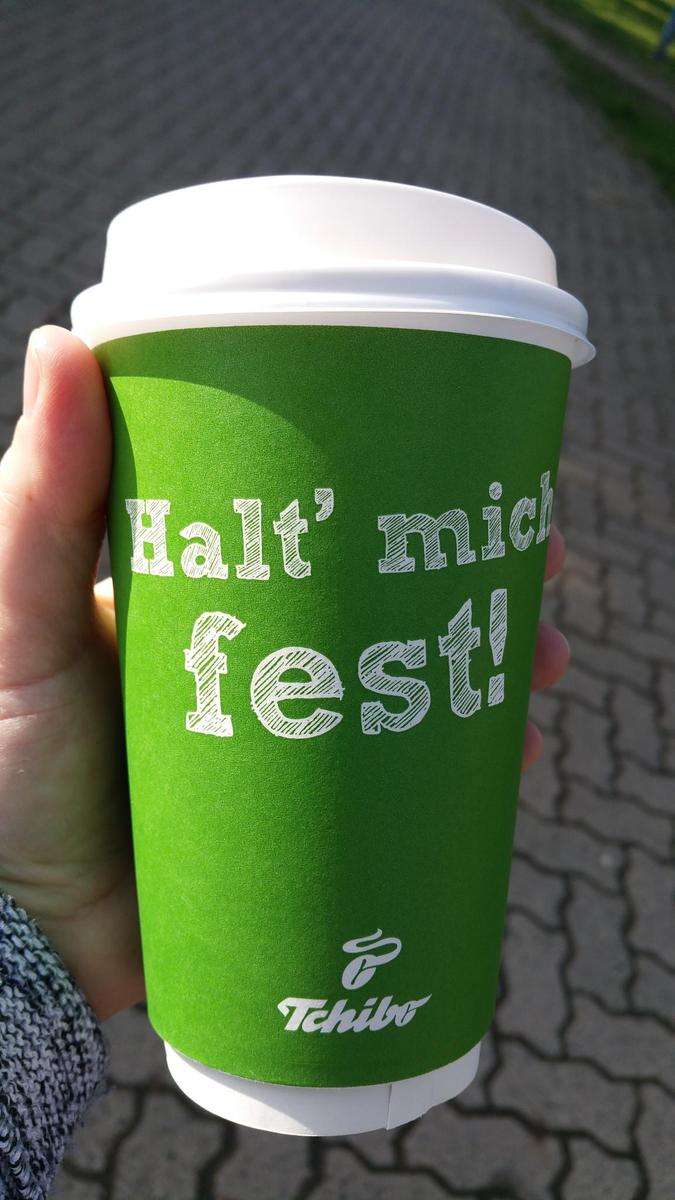 Halt’ mich
fest!
Tchibo